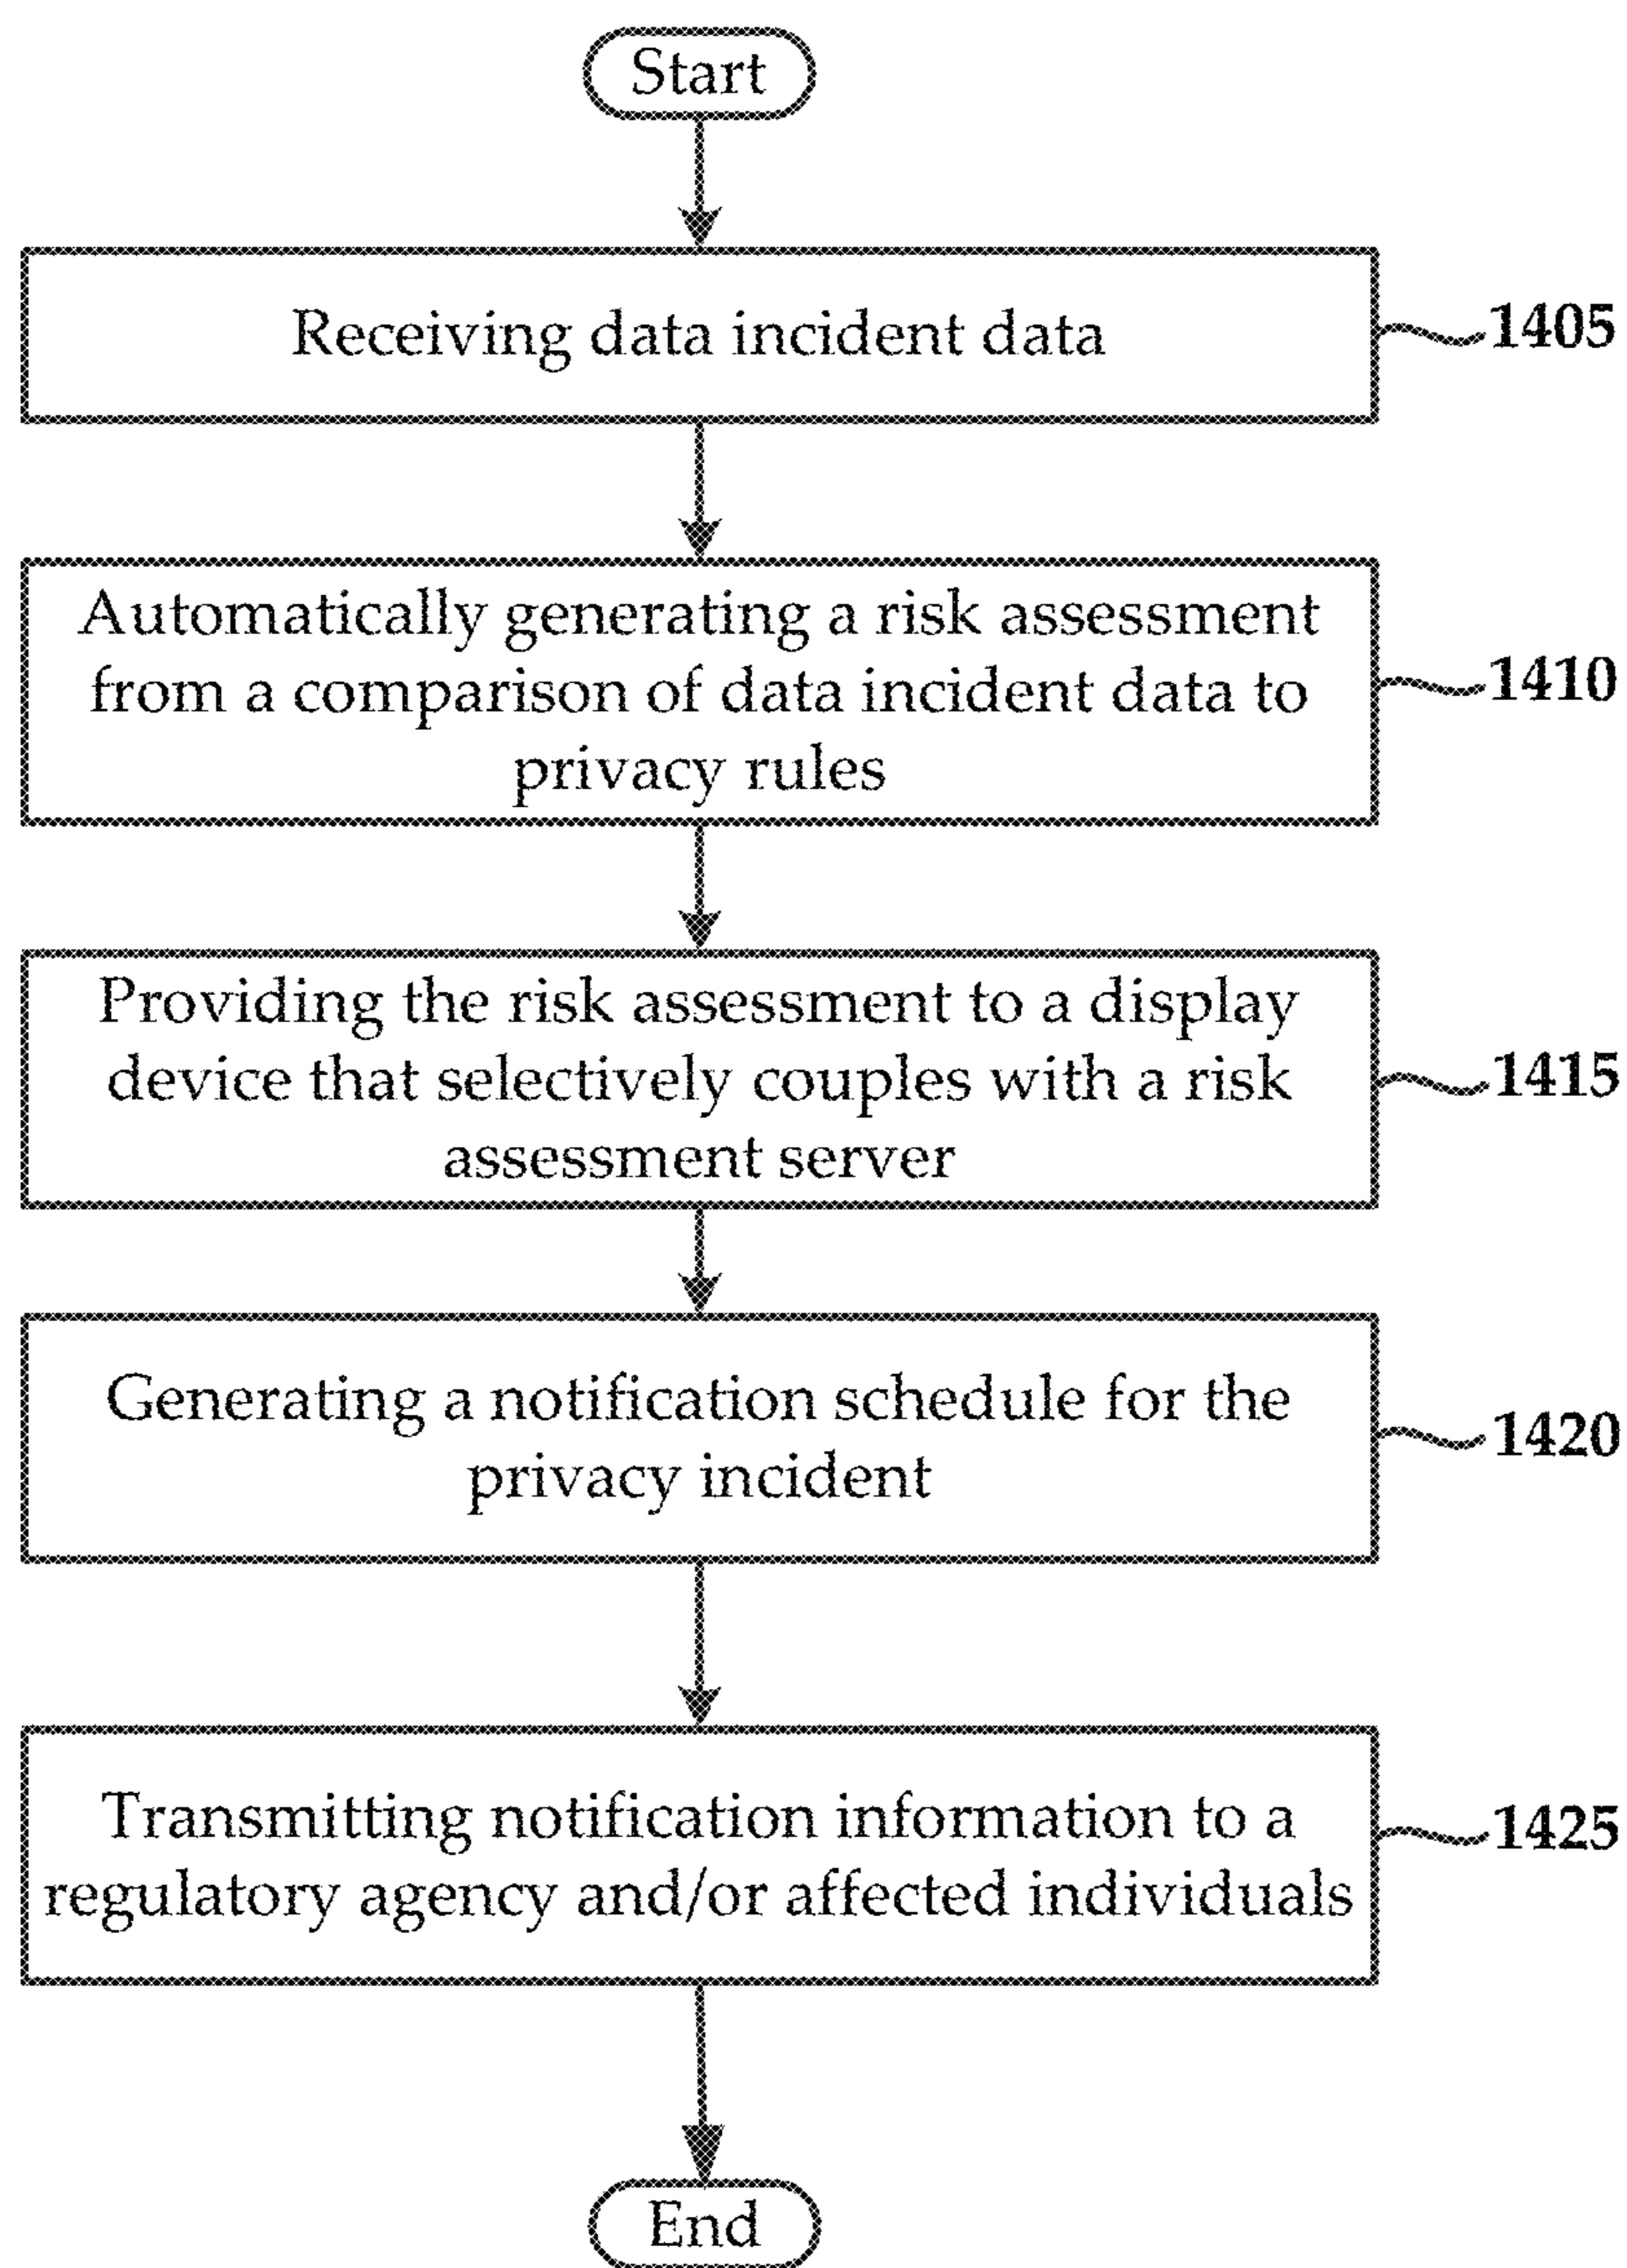 Start
Receiving data incident data
1405
Automatically generating a risk assessment
from a comparison of data incident data to
privacy rules
1410
Providing the risk assessment to a display
device that selectively couples with a risk
assessment server
1415
Generating a notification schedule for the
privacy incident
1420
Transmitting notification information to a
regulatory agency and/or affected individuals
1425
End